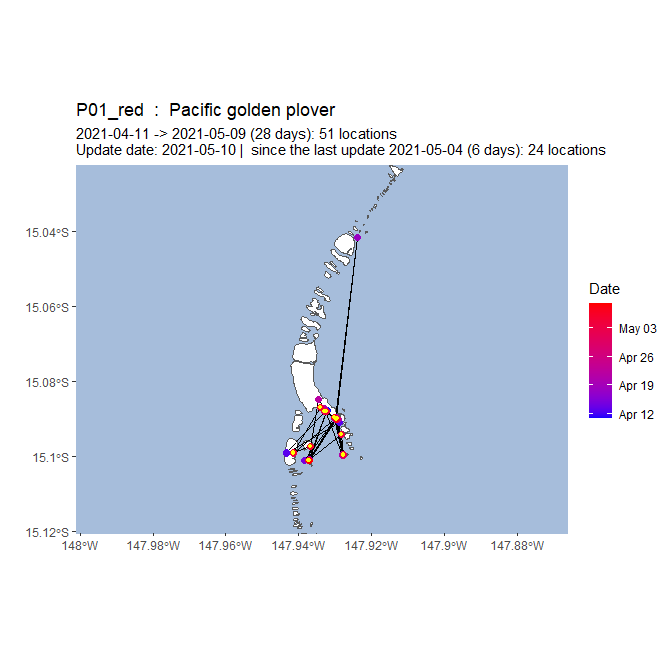 P01_red : Pacific golden plover
2021-04-11 -> 2021-05-09 (28 days): 51 locations
Update date: 2021-05-10 | since the last update 2021-05-04 (6 days): 24 locations
15.04°S
15.06°S
15.08°S
15.1°S
15.12°S
148°W 147.98°W 147.96°W 147.94°W 147.92°W 147.9°W 147.88°W
Date
May 03
Apr 26
Apr 19
Apr 12